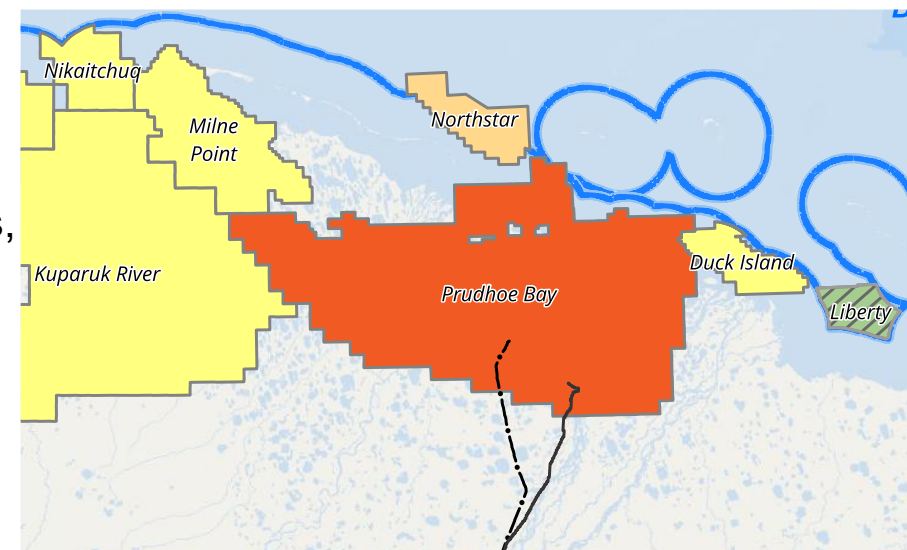 Nikaitchuq
Milne
Point
Northstar
s,
Kuparuk River
Prudhoe Bay
Duck Island
Liberty